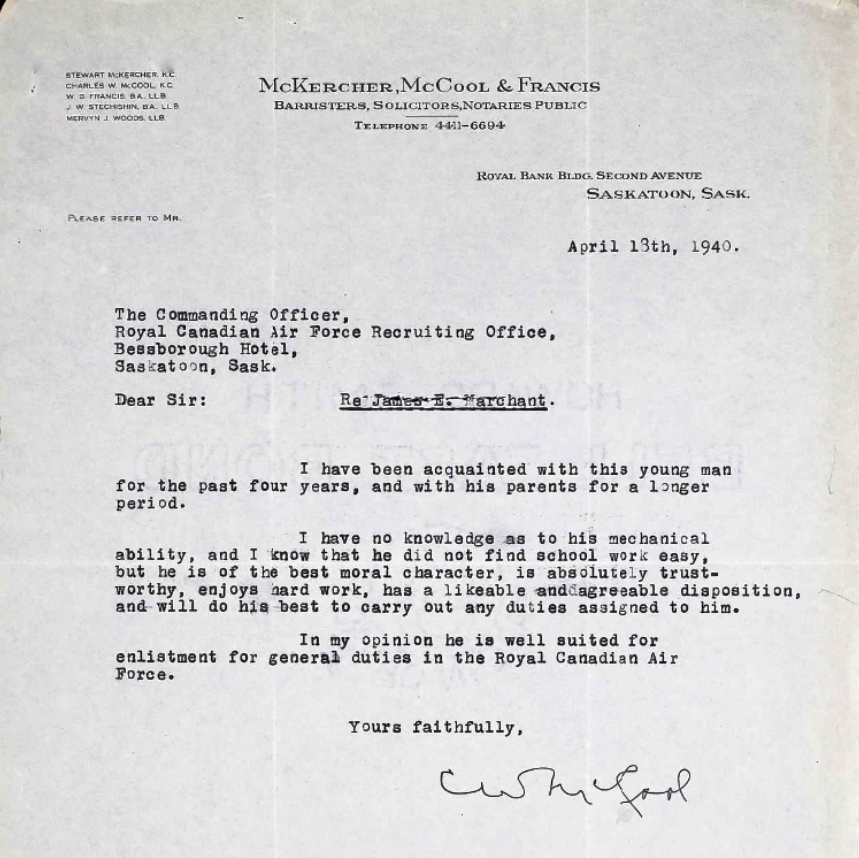 STEWART McKERCHER, K.C.
CHARLES W. McCOOL, K.C.
W. B. FRANCIS, B.A., LL.B.
J. W. STECHISHIN, B.A., LL.B.
MERVYN J. WOODS, LL.B.
McKercher, McCool & Francis
Barristers, Solicitors, Notaries Public
Telephone 4411-6694
Royal Bank Bldg. Second Avenue
Saskatoon, Sask.
Please refer to Mr.
April 13th, 1940.
The Commanding Officer,
Royal Canadian Air Force Recruiting Office,
Bessborough Hotel,
Saskatoon, Sask.
Dear Sir: Re James E. Marchant.
I have been acquainted with this young man
for the past four years, and with his parents for a longer
period.
I have no knowledge as to his mechanical
ability, and I know that he did not find school work easy,
but he is of the best moral character, is absolutely trust-
worthy, enjoys hard work, has a likeable and agreeable disposition,
and will do his best to carry out any duties assigned to him.
In my opinion he is well suited for
enlistment for general duties in the Royal Canadian Air
Force.
Yours faithfully,
CW McCool